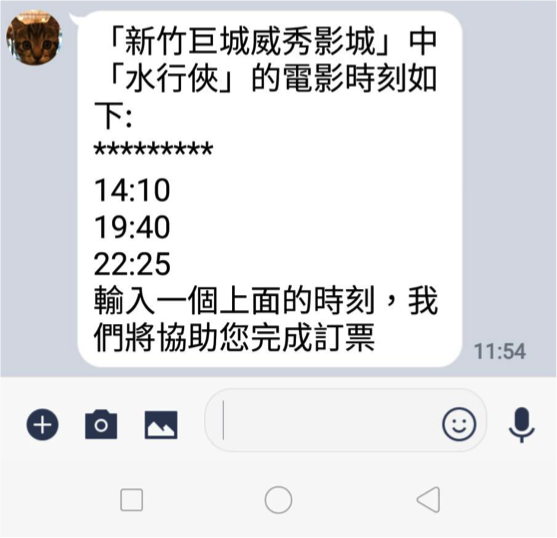 「新竹巨城威秀影城」中
「水行俠」的電影時刻如
下:
*********
14:10
19:40
22:25
輸入一個上面的時刻，我
們將協助您完成訂票
11:54